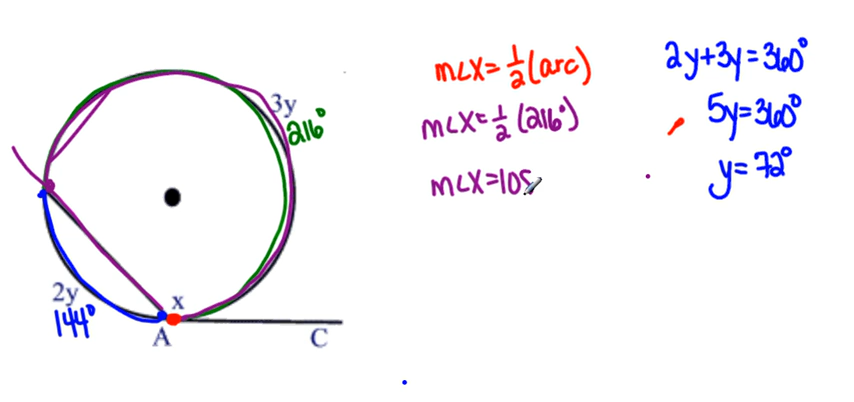 3y
216°
2y
144°
x
A
C
m∠X=½(arc)
m∠X=½(216°)
m∠X=108
2y+3y=360°
5y=360°
y=72°